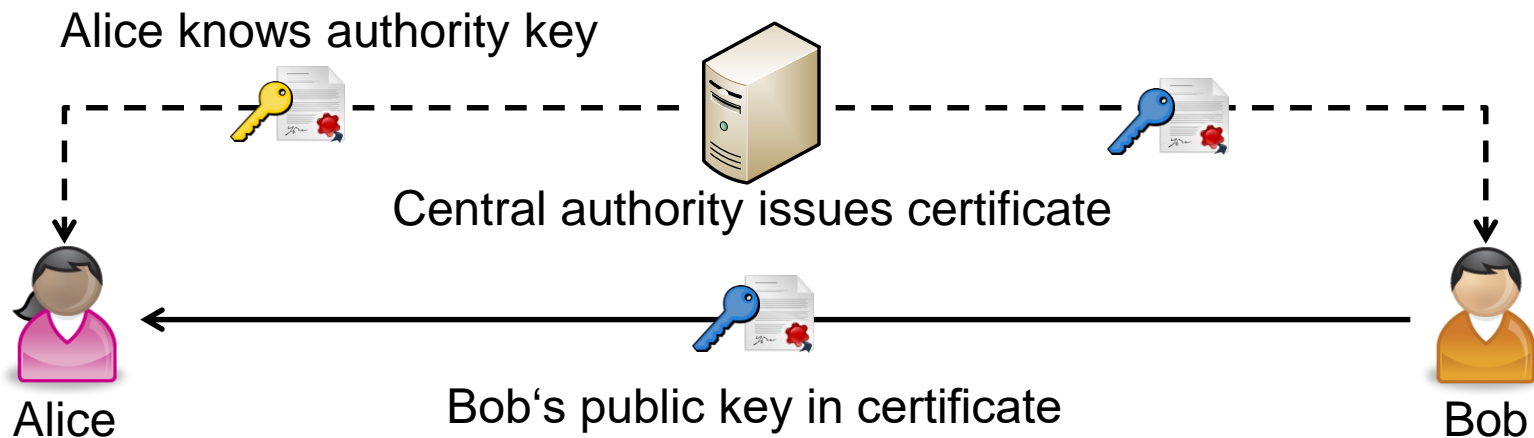 Alice knows authority key
Central authority issues certificate
Bob‘s public key in certificate
Alice
Bob